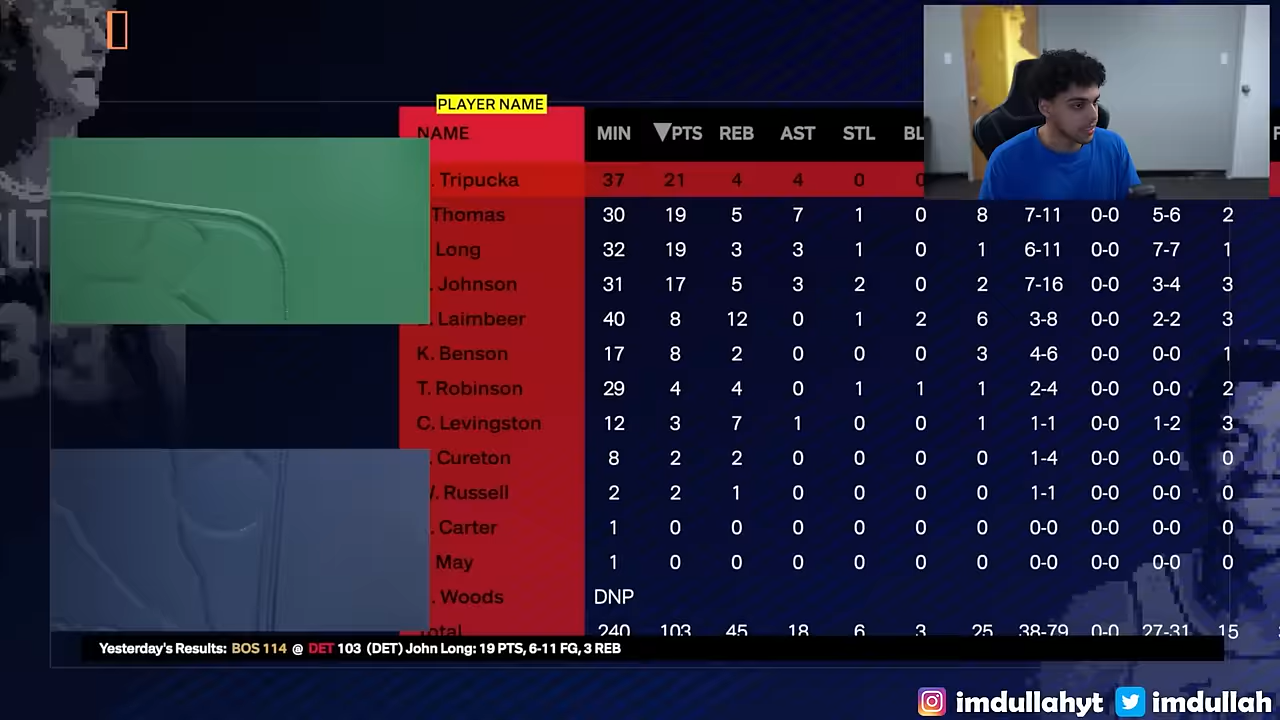 PLAYER NAME
NAME MIN ▼PTS REB AST STL
. Tripucka 37 21 4 4 0 0
Thomas 30 19 5 7 1 0 8 7-11 0-0 5-6 2
Long 32 19 3 3 1 0 1 6-11 0-0 7-7 1
. Johnson 31 17 5 3 2 0 2 7-16 0-0 3-4 3
Laimbeer 40 8 12 0 1 2 6 3-8 0-0 2-2 3
K. Benson 17 8 2 0 0 0 3 4-6 0-0 0-0 1
T. Robinson 29 4 4 0 1 1 1 2-4 0-0 0-0 2
C. Levingston 12 3 7 1 0 0 1 1-1 0-0 1-2 3
. Cureton 8 2 2 0 0 0 0 1-4 0-0 0-0 0
. Russell 2 2 1 0 0 0 0 1-1 0-0 0-0 0
. Carter 1 0 0 0 0 0 0 0-0 0-0 0-0 0
May 1 0 0 0 0 0 0 0-0 0-0 0-0 0
. Woods DNP
Total 240 103 45 18 6 3 25 38-79 0-0 27-31 15
Yesterday's Results: BOS 114 @ DET 103 (DET) John Long: 19 PTS, 6-11 FG, 3 REB
imdullahyt imdullah